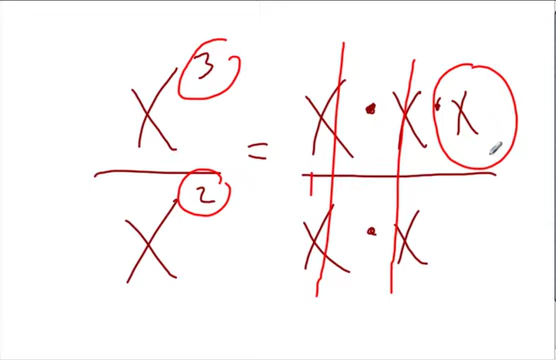 x³ = x · x · x
x² x · x